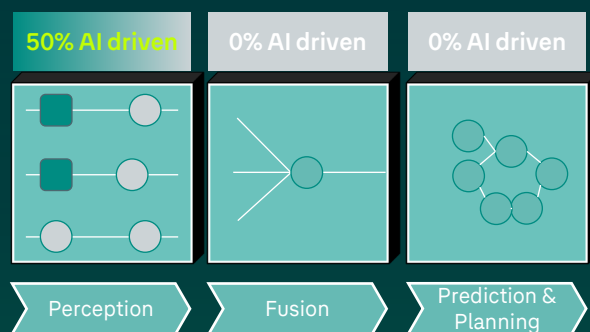 50% AI driven
0% AI driven
0% AI driven
Perception
Fusion
Prediction &
Planning